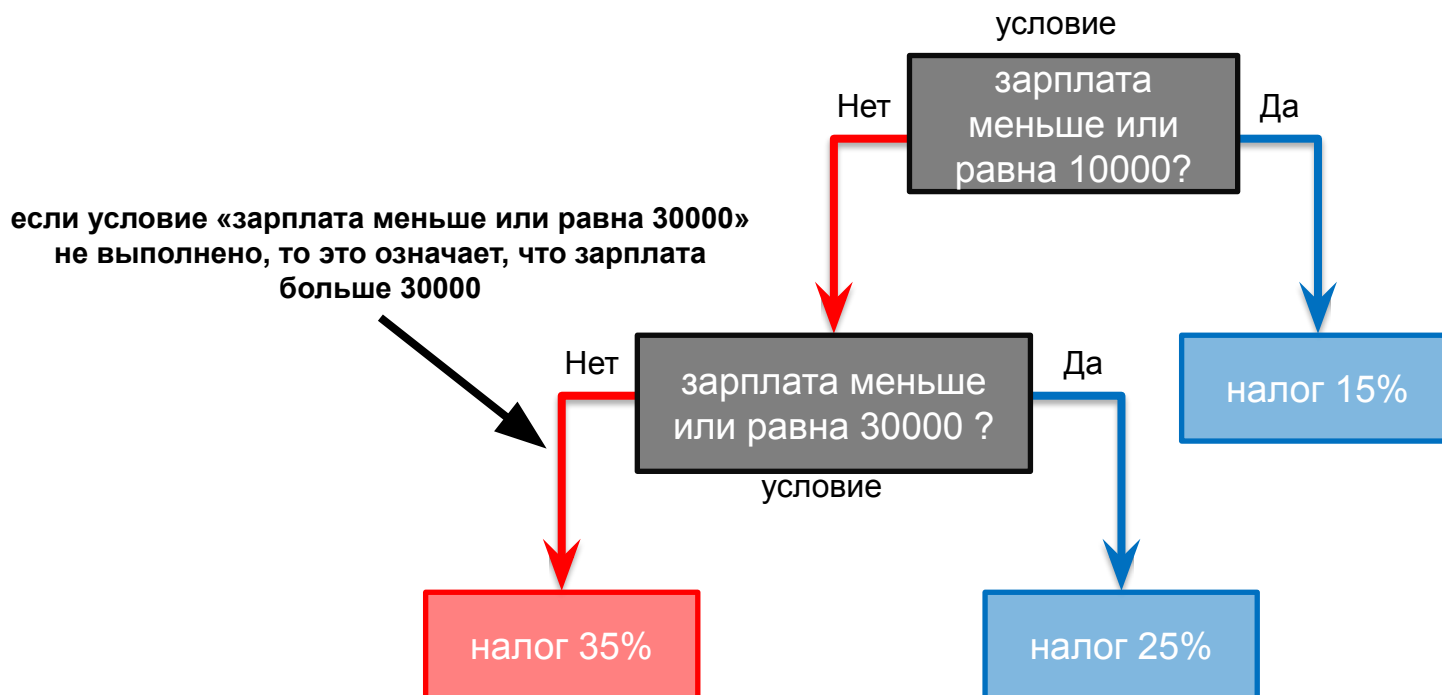 условие
зарплата
меньше или
равна 10000?
Нет
Да
если условие «зарплата меньше или равна 30000»
не выполнено, то это означает, что зарплата
больше 30000
Нет
зарплата меньше
или равна 30000 ?
Да
налог 15%
условие
налог 35%
налог 25%